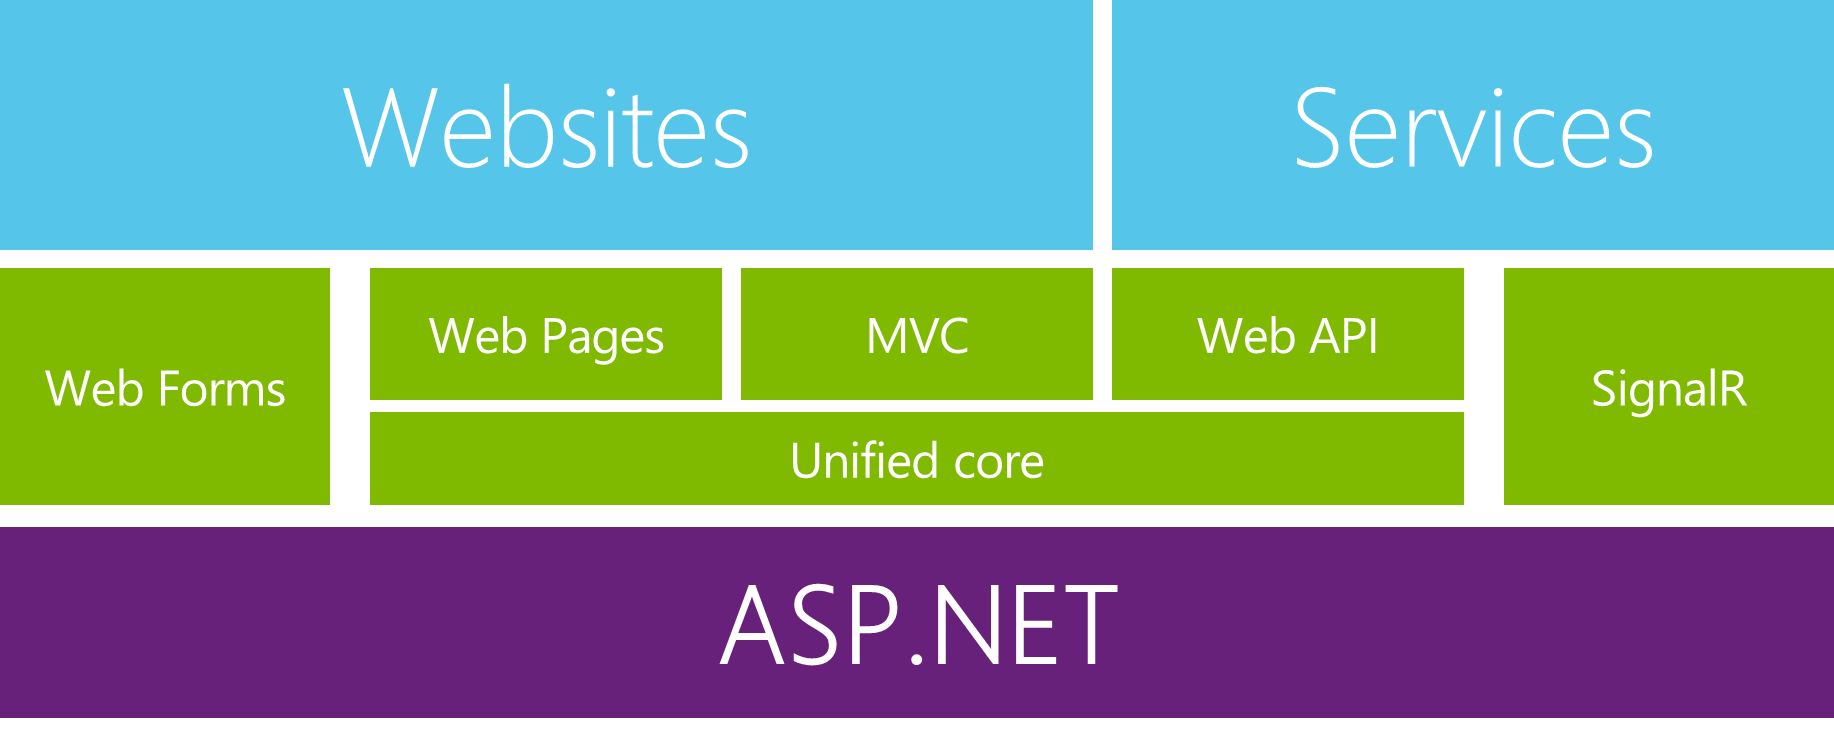 Websites
Services
Web Forms
Web Pages
MVC
Web API
SignalR
Unified core
ASP.NET